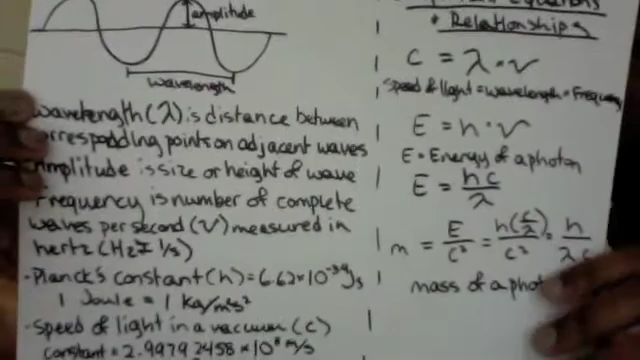 amplitude
wavelength
wavelength (λ) is distance between
correspodding points on adjacent waves
Amplitude is size or height of wave
Frequency is number of complete
waves per second (ν) measured in
hertz (Hz = 1/s)
- Planck's constant (h) = 6.62×10⁻³⁴ Js
1 Joule = 1 kg/m²s²
- Speed of light in a vacuum (c)
constant = 2.99792458 × 10⁸ m/s
Equations
• Relationships
c = λ · ν
Speed of light = wavelength · Frequency
E = h · ν
E = Energy of a photon
E = hc/λ
m = E/c² = h(c/λ)/c² = h/λc
mass of a phot